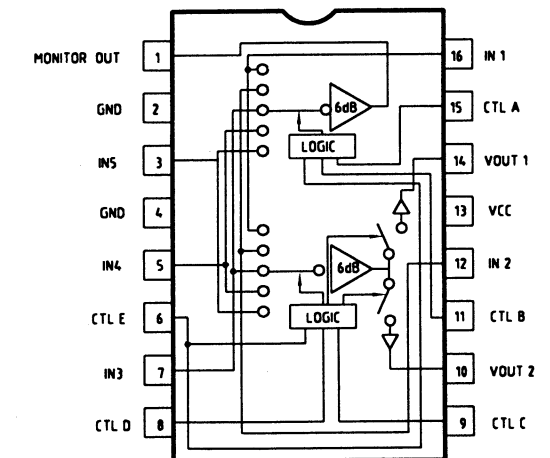 MONITOR OUT 1 16 IN 1
GND 2 6dB 15 CTL A
LOGIC
IN5 3 14 VOUT 1
GND 4 13 VCC
IN4 5 6dB 12 IN 2
CTL E 6 LOGIC 11 CTL B
IN3 7 10 VOUT 2
CTL D 8 9 CTL C